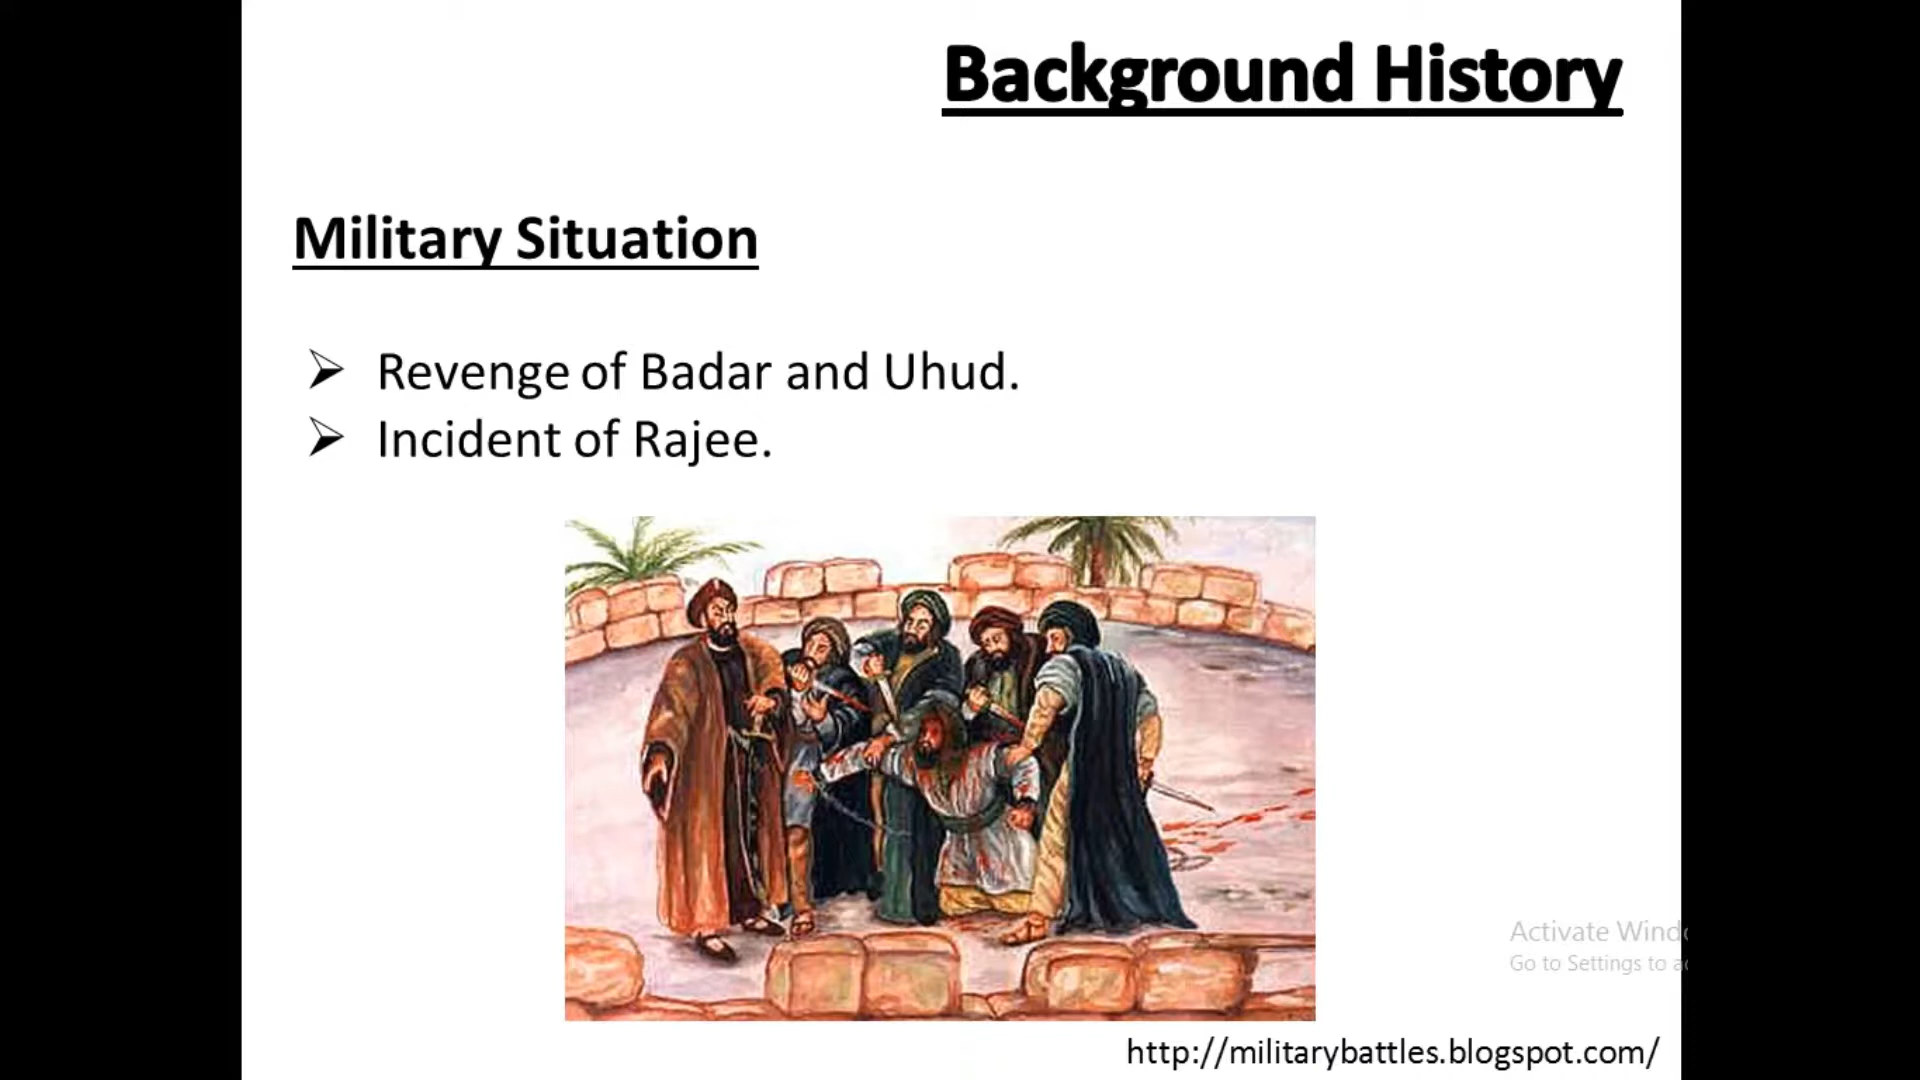 Background History
Military Situation
➢ Revenge of Badar and Uhud.
➢ Incident of Rajee.
Activate
Go to Settings to
http://militarybattles.blogspot.com/